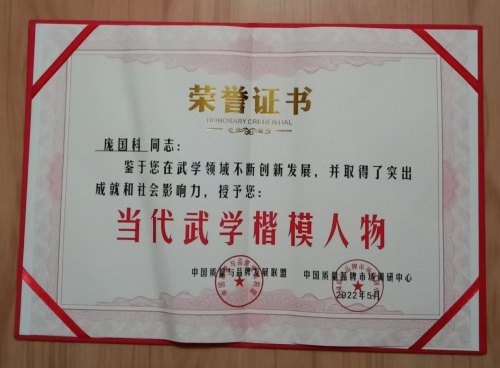 荣誉证书
HONORARY CREDENTIAL
庞国科 同志：
鉴于您在武学领域不断创新发展，并取得了突出
成就和社会影响力，授予您：
当代武学楷模人物
中国质量与品牌发展联盟 中国质量品牌市场调研中心
2022年5月